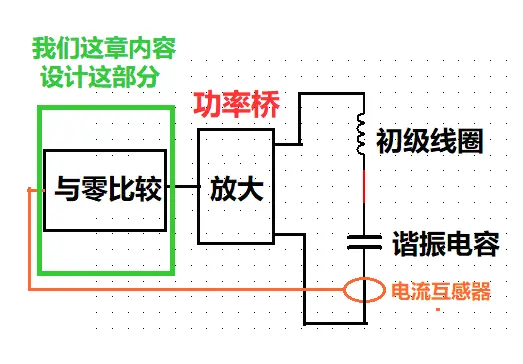 我们这章内容
设计这部分
功率桥
与零比较
放大
初级线圈
谐振电容
电流互感器